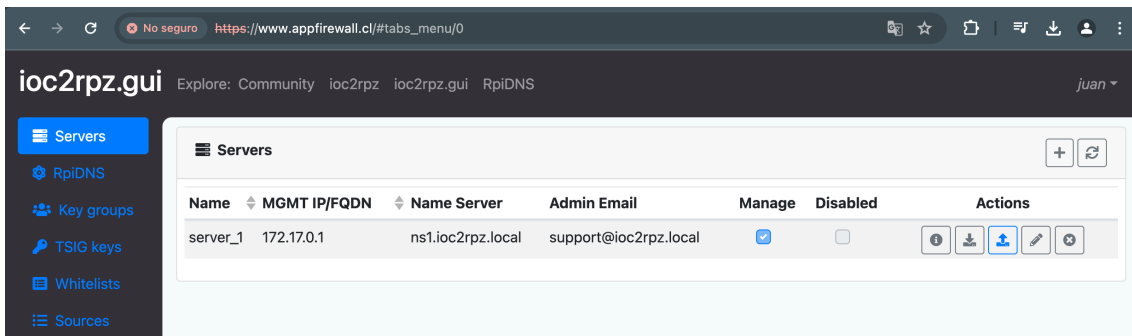 No seguro https://www.appfirewall.cl/#tabs_menu/0
ioc2rpz.gui Explore: Community ioc2rpz ioc2rpz.gui RpiDNS juan
Servers
RpiDNS
Key groups
TSIG keys
Whitelists
Sources
Servers
Name MGMT IP/FQDN Name Server Admin Email Manage Disabled Actions
server_1 172.17.0.1 ns1.ioc2rpz.local support@ioc2rpz.local